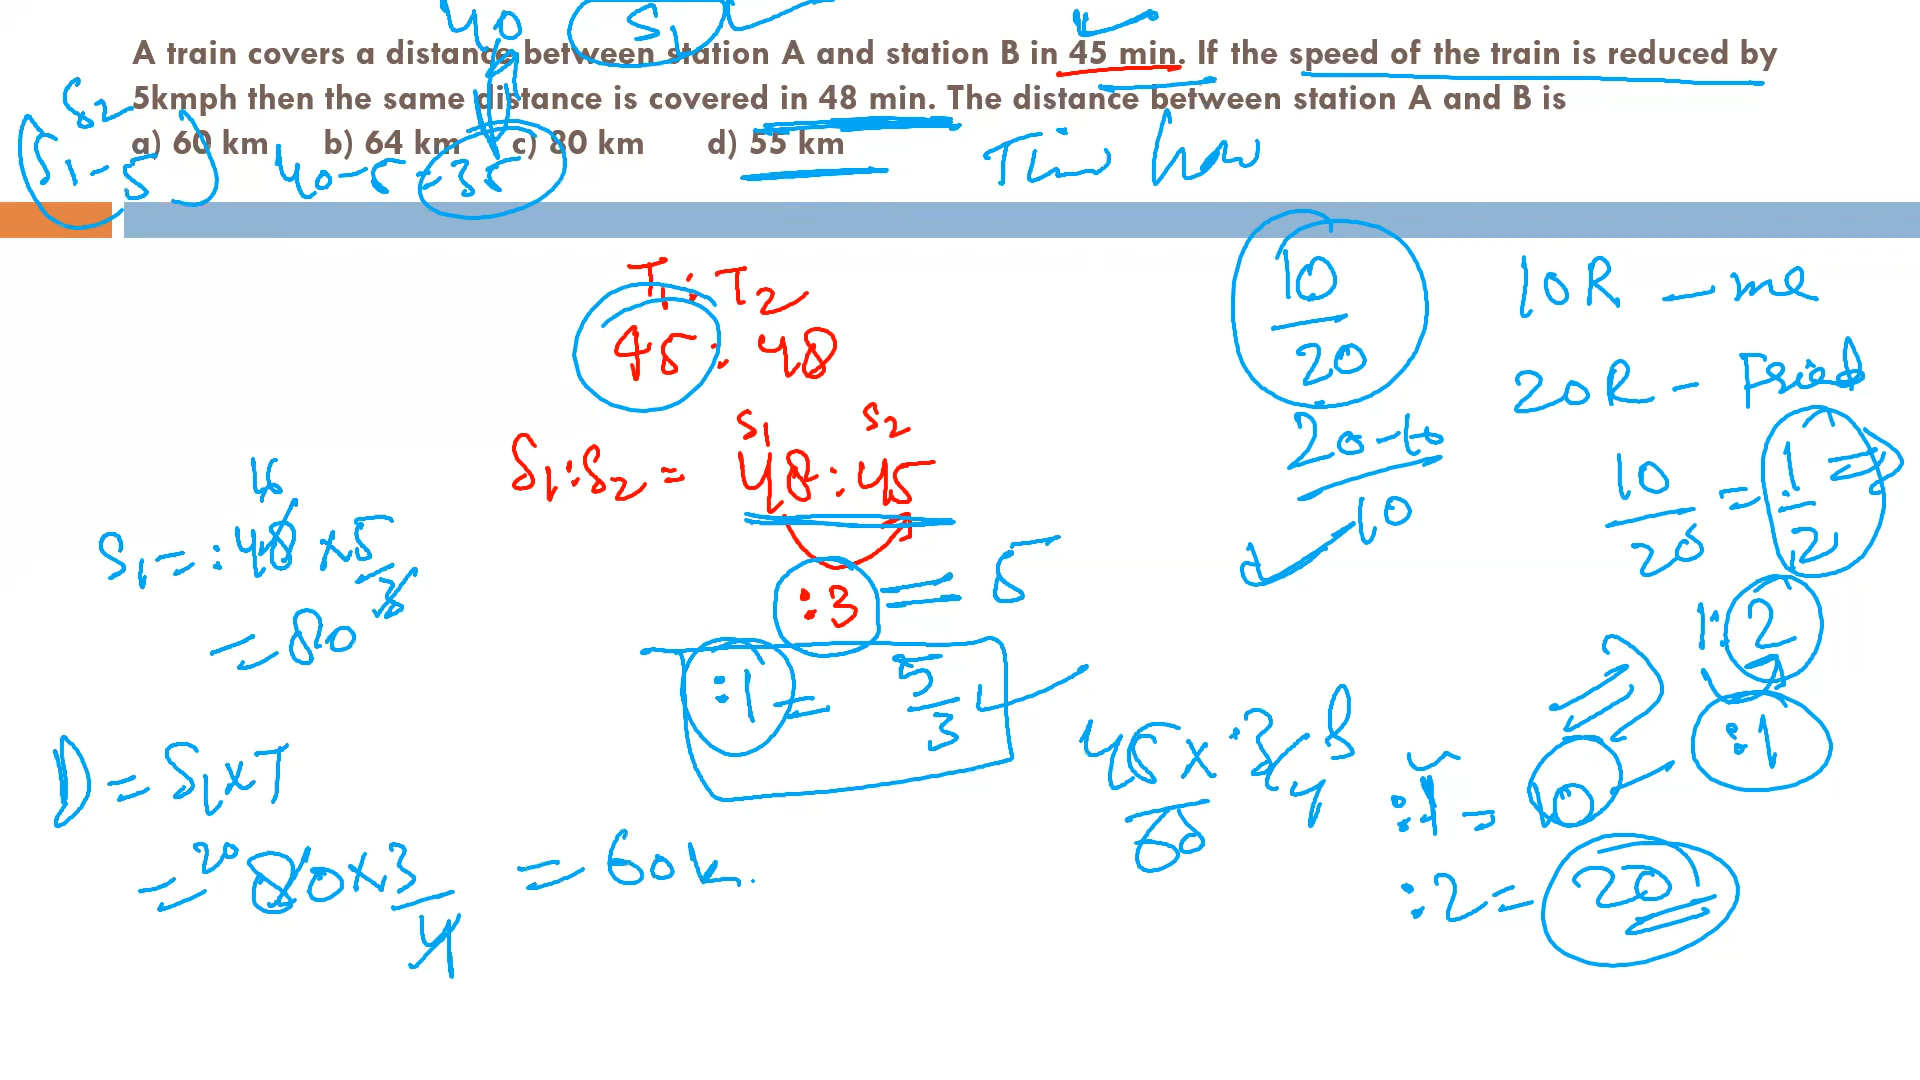 40 S1
A train covers a distance between station A and station B in 45 min. If the speed of the train is reduced by
S2 5kmph then the same distance is covered in 48 min. The distance between station A and B is
a) 60 km b) 64 km c) 80 km d) 55 km
S1-5 40-5=35
T1 : T2
45 : 48
S1 S2
S1:S2 = 48:45
:3 = 5
:1 = 5/3
16
S1 = :48 x 5/3
= 80
D = S1 x T
= 20 80 x 3/4 = 60k.
45 x :3
60 4
10
20
20-10
10
10R - me
20R -
10/20 = 1/2
1:2
:1
:1 = 10
:2 = 20